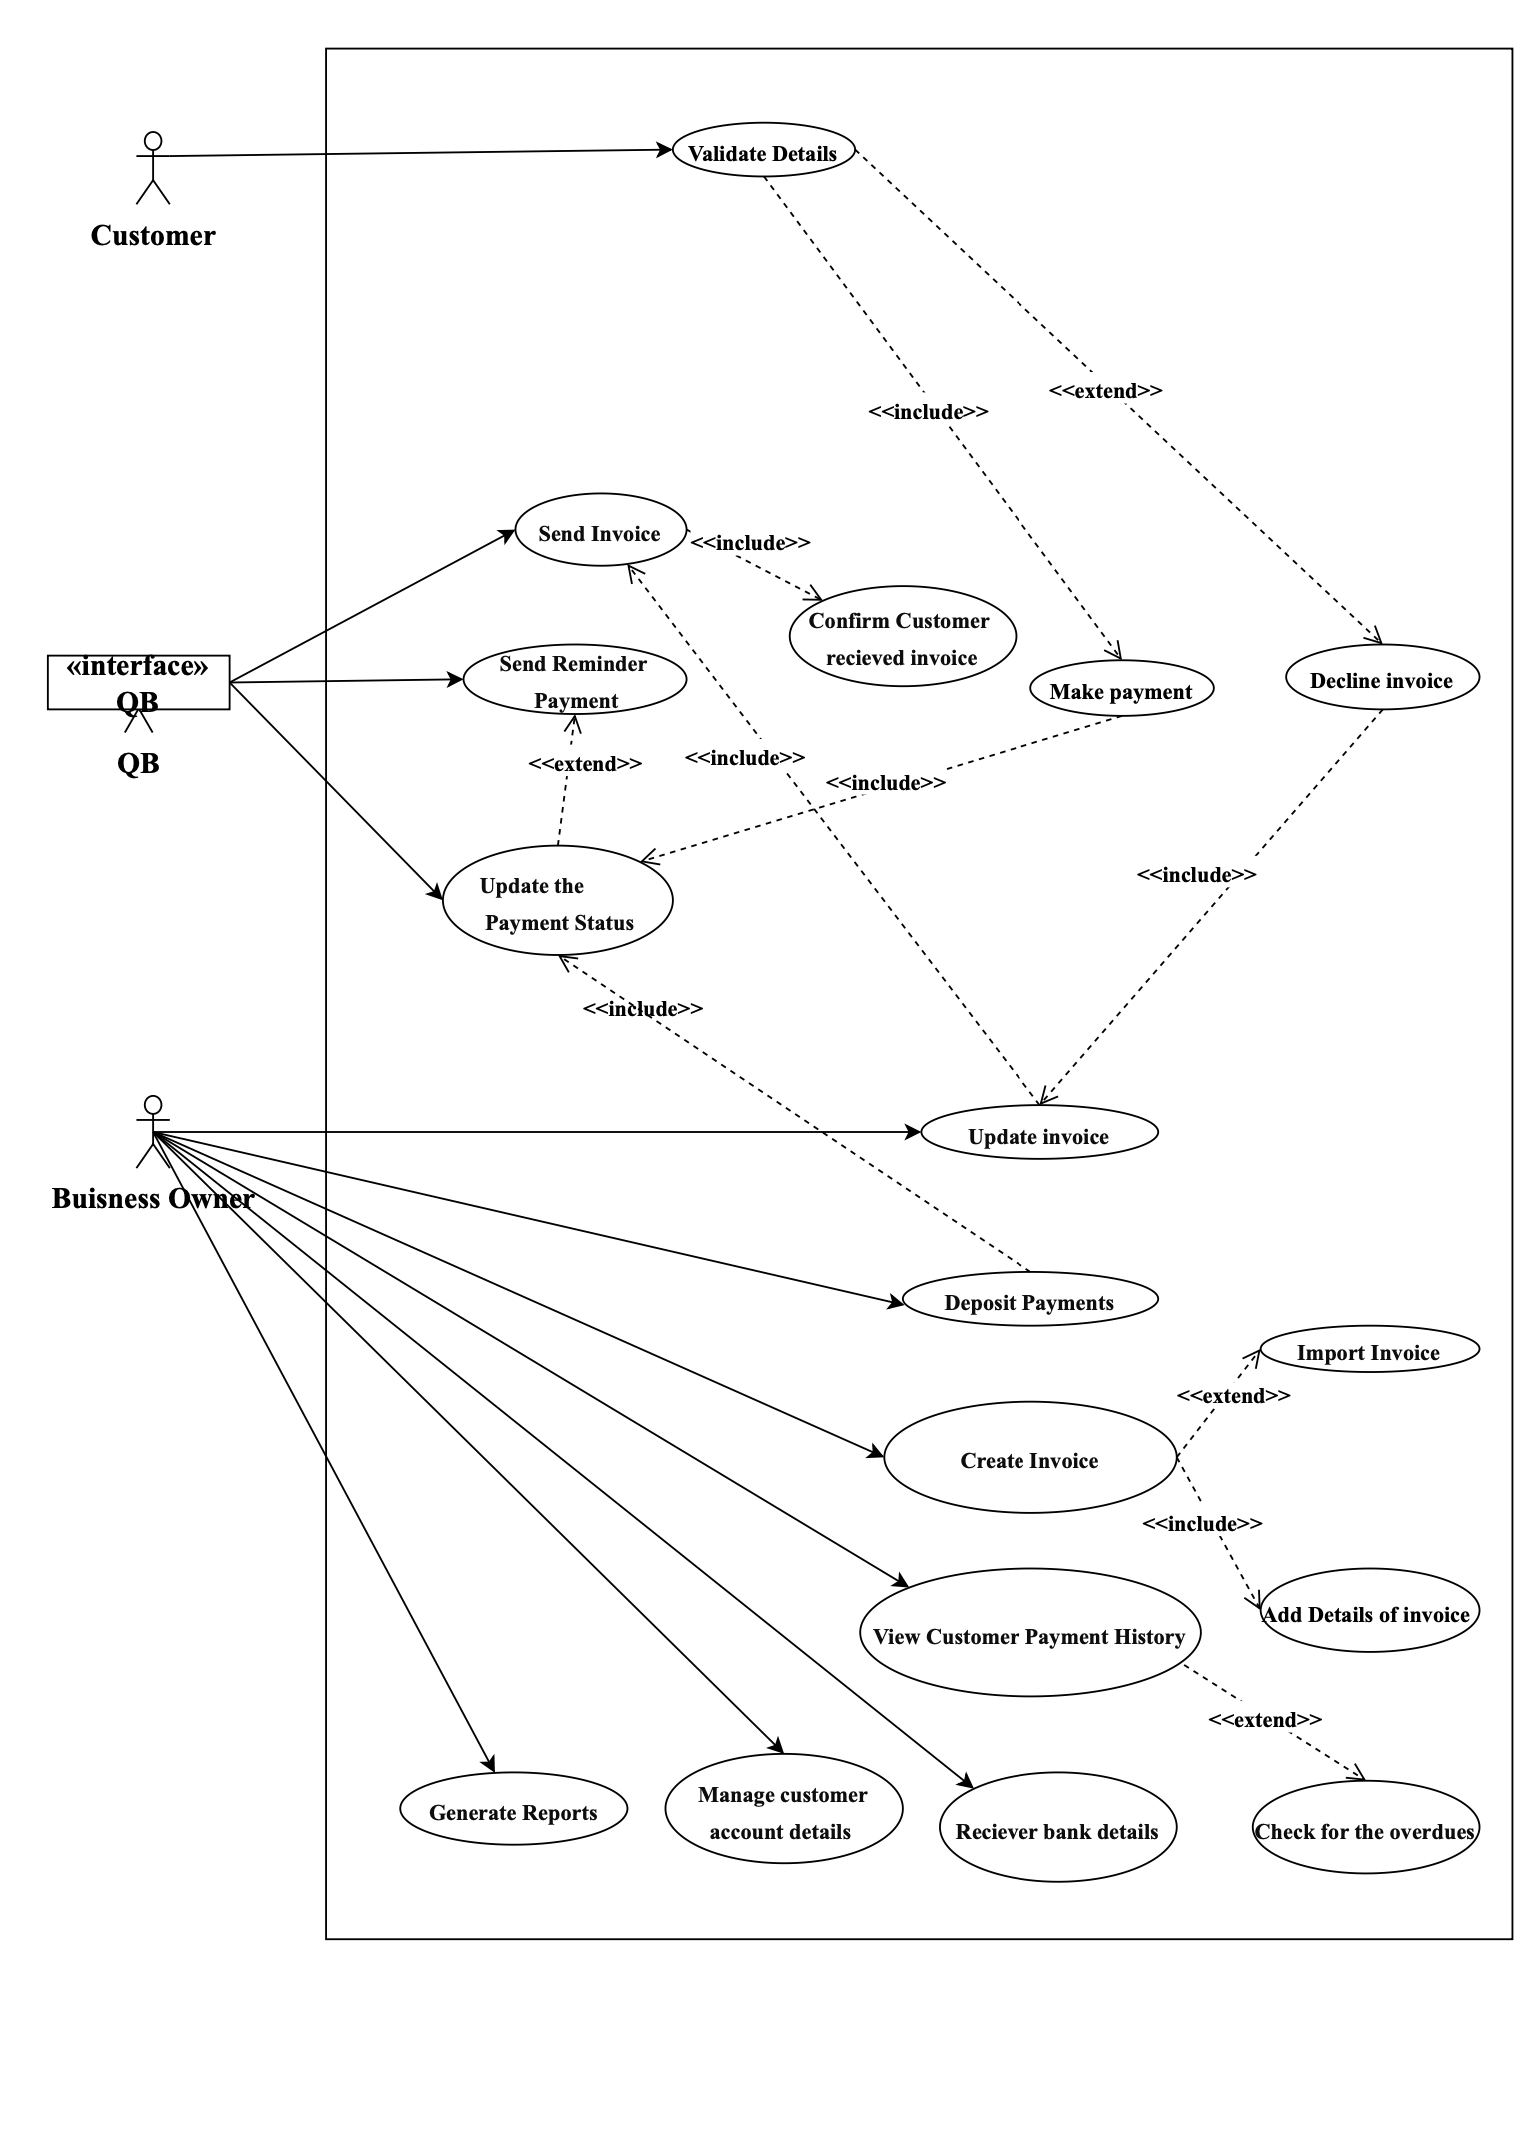 Validate Details
Customer
<<extend>>
<<include>>
Send Invoice
<<include>>
Confirm Customer
recieved invoice
Send Reminder
Payment
«interface»
QB
QB
Make payment
Decline invoice
<<extend>>
<<include>>
<<include>>
<<include>>
Update the
Payment Status
<<include>>
Update invoice
Buisness Owner
Deposit Payments
Import Invoice
<<extend>>
Create Invoice
<<include>>
Add Details of invoice
View Customer Payment History
<<extend>>
Generate Reports
Manage customer
account details
Reciever bank details
Check for the overdues